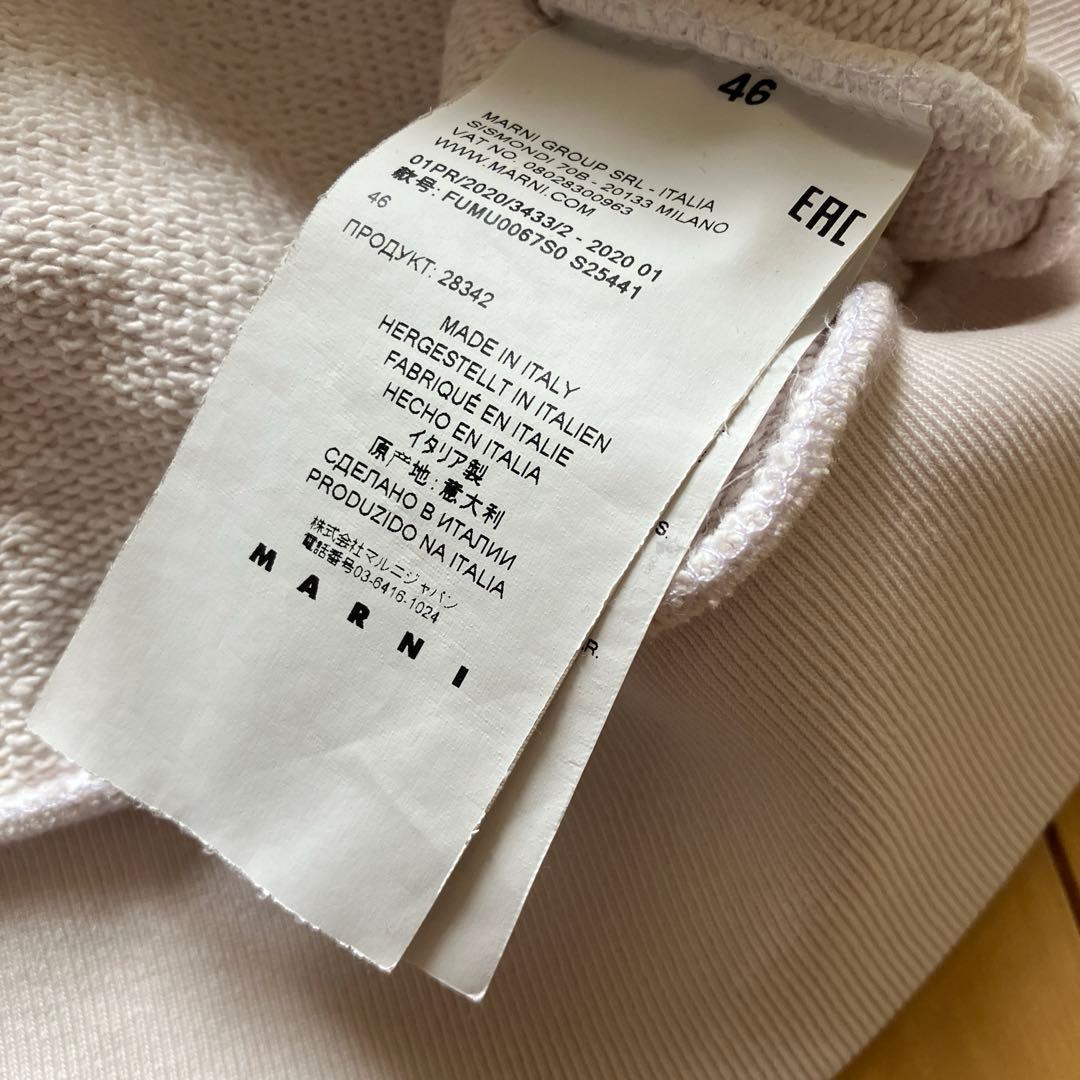 46
MARNI GROUP SRL - ITALIA
SISMONDI 70B - 20133 MILANO
VAT NO. 08028300963
WWW.MARNI.COM
EAC
01PR/2020/3433/2 - 2020 01
款号: FUMU0067S0 S25441
46
ПРОДУКТ: 28342
MADE IN ITALY
HERGESTELLT IN ITALIEN
FABRIQUÉ EN ITALIE
HECHO EN ITALIA
イタリア製
原产地: 意大利
СДЕЛАНО В ИТАЛИИ
PRODUZIDO NA ITALIA
株式会社マルニジャパン
電話番号03-6416-1024
MARNI
S.
R.